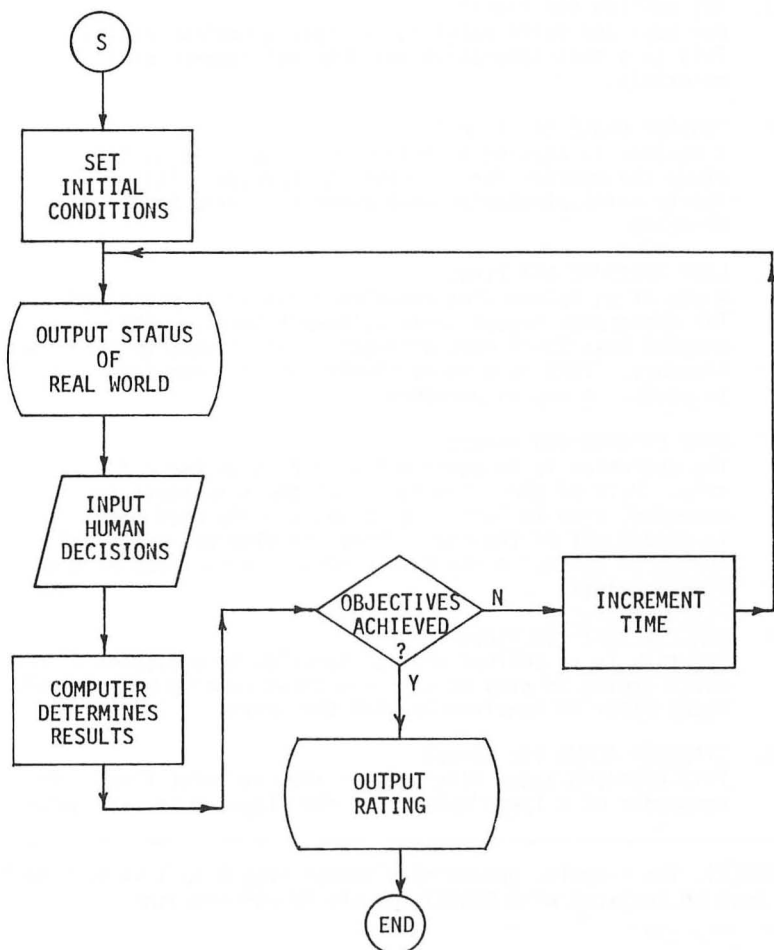 S
SET
INITIAL
CONDITIONS
OUTPUT STATUS
OF
REAL WORLD
INPUT
HUMAN
DECISIONS
COMPUTER
DETERMINES
RESULTS
OBJECTIVES
ACHIEVED
?
N
Y
INCREMENT
TIME
OUTPUT
RATING
END